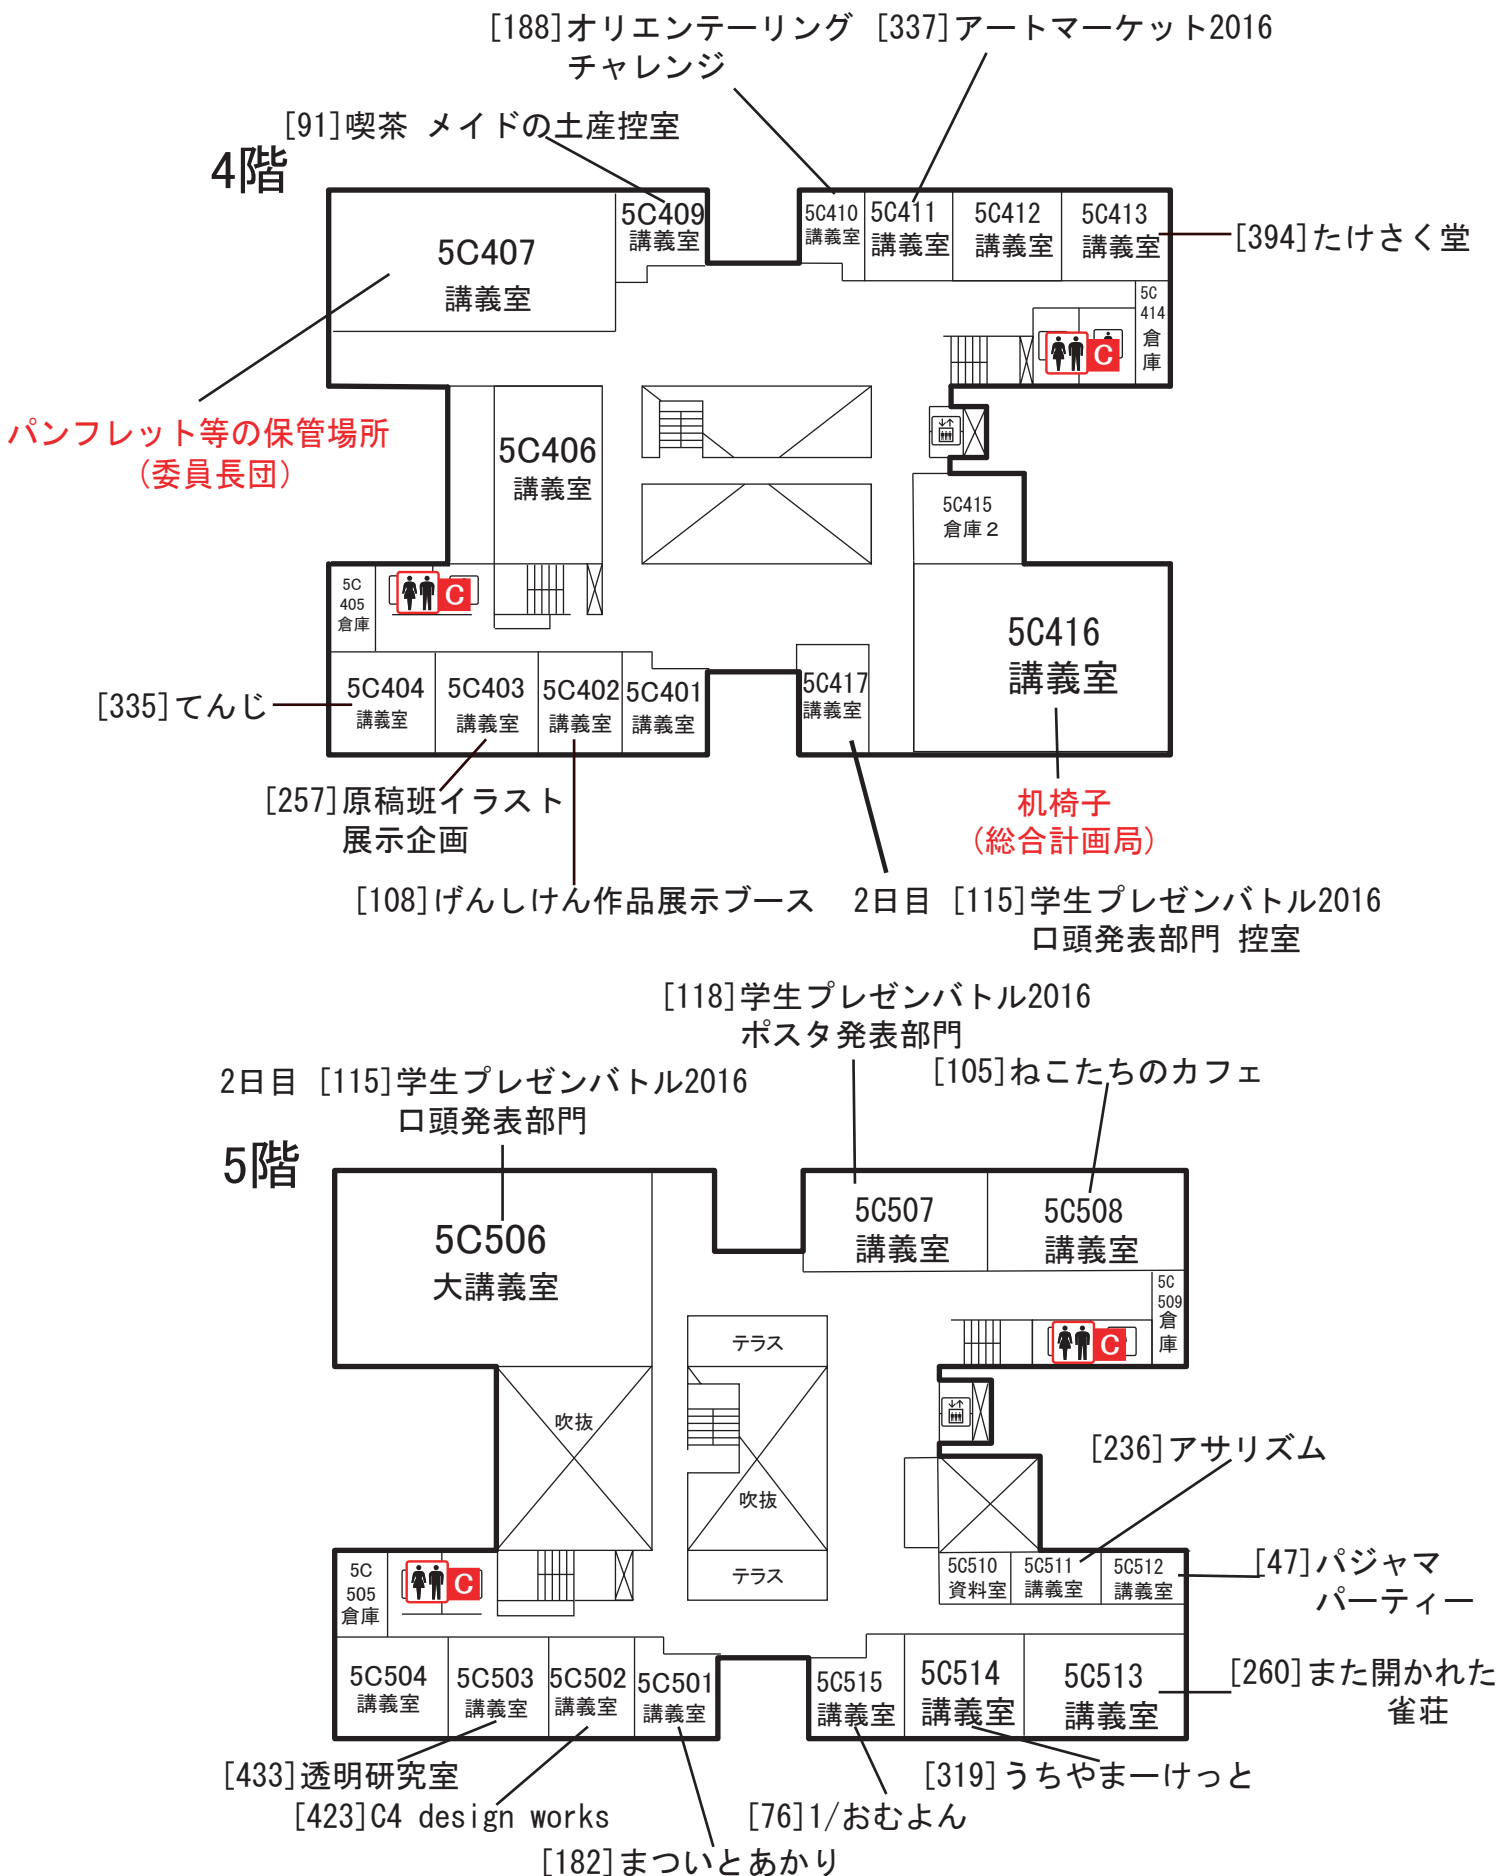 [188]オリエンテーリング
チャレンジ
[337]アートマーケット2016
[91]喫茶 メイドの土産控室
4階
5C407
講義室
5C409
講義室
5C410
講義室
5C411
講義室
5C412
講義室
5C413
講義室
[394]たけさく堂
5C
414
倉
庫
C
パンフレット等の保管場所
(委員長団)
5C406
講義室
5C415
倉庫2
5C
405
倉庫
C
5C416
講義室
[335]てんじ
5C404
講義室
5C403
講義室
5C402
講義室
5C401
講義室
5C417
講義室
[257]原稿班イラスト
展示企画
机椅子
(総合計画局)
[108]げんしけん作品展示ブース
2日目 [115]学生プレゼンバトル2016
口頭発表部門 控室
[118]学生プレゼンバトル2016
ポスタ発表部門
[105]ねこたちのカフェ
2日目 [115]学生プレゼンバトル2016
口頭発表部門
5階
5C506
大講義室
5C507
講義室
5C508
講義室
5C
509
倉
庫
C
テラス
吹抜
吹抜
テラス
[236]アサリズム
5C510
資料室
5C511
講義室
5C512
講義室
[47]パジャマ
パーティー
5C
505
倉庫
C
5C504
講義室
5C503
講義室
5C502
講義室
5C501
講義室
5C515
講義室
5C514
講義室
5C513
講義室
[260]また開かれた
雀荘
[433]透明研究室
[319]うちやまーけっと
[423]C4 design works
[76]1/おむよん
[182]まついとあかり